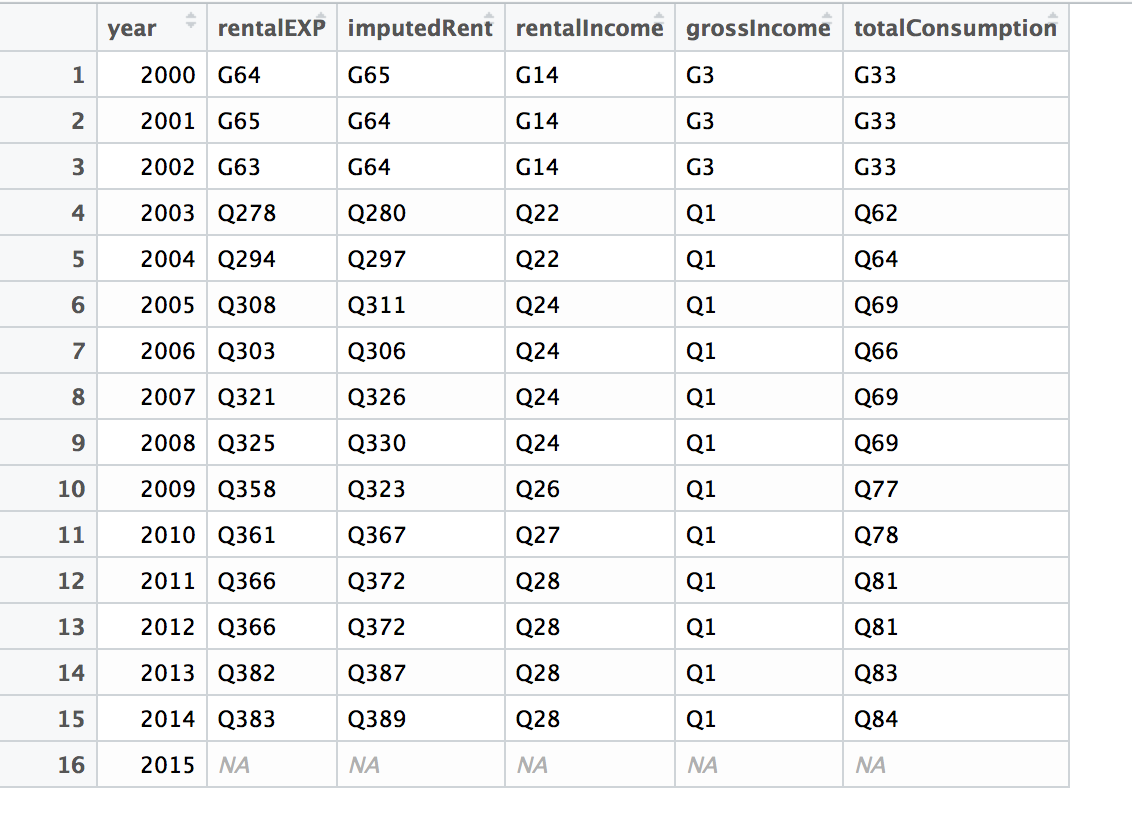 year rentalEXP imputedRent rentalIncome grossIncome totalConsumption
1 2000 G64 G65 G14 G3 G33
2 2001 G65 G64 G14 G3 G33
3 2002 G63 G64 G14 G3 G33
4 2003 Q278 Q280 Q22 Q1 Q62
5 2004 Q294 Q297 Q22 Q1 Q64
6 2005 Q308 Q311 Q24 Q1 Q69
7 2006 Q303 Q306 Q24 Q1 Q66
8 2007 Q321 Q326 Q24 Q1 Q69
9 2008 Q325 Q330 Q24 Q1 Q69
10 2009 Q358 Q323 Q26 Q1 Q77
11 2010 Q361 Q367 Q27 Q1 Q78
12 2011 Q366 Q372 Q28 Q1 Q81
13 2012 Q366 Q372 Q28 Q1 Q81
14 2013 Q382 Q387 Q28 Q1 Q83
15 2014 Q383 Q389 Q28 Q1 Q84
16 2015 NA NA NA NA NA